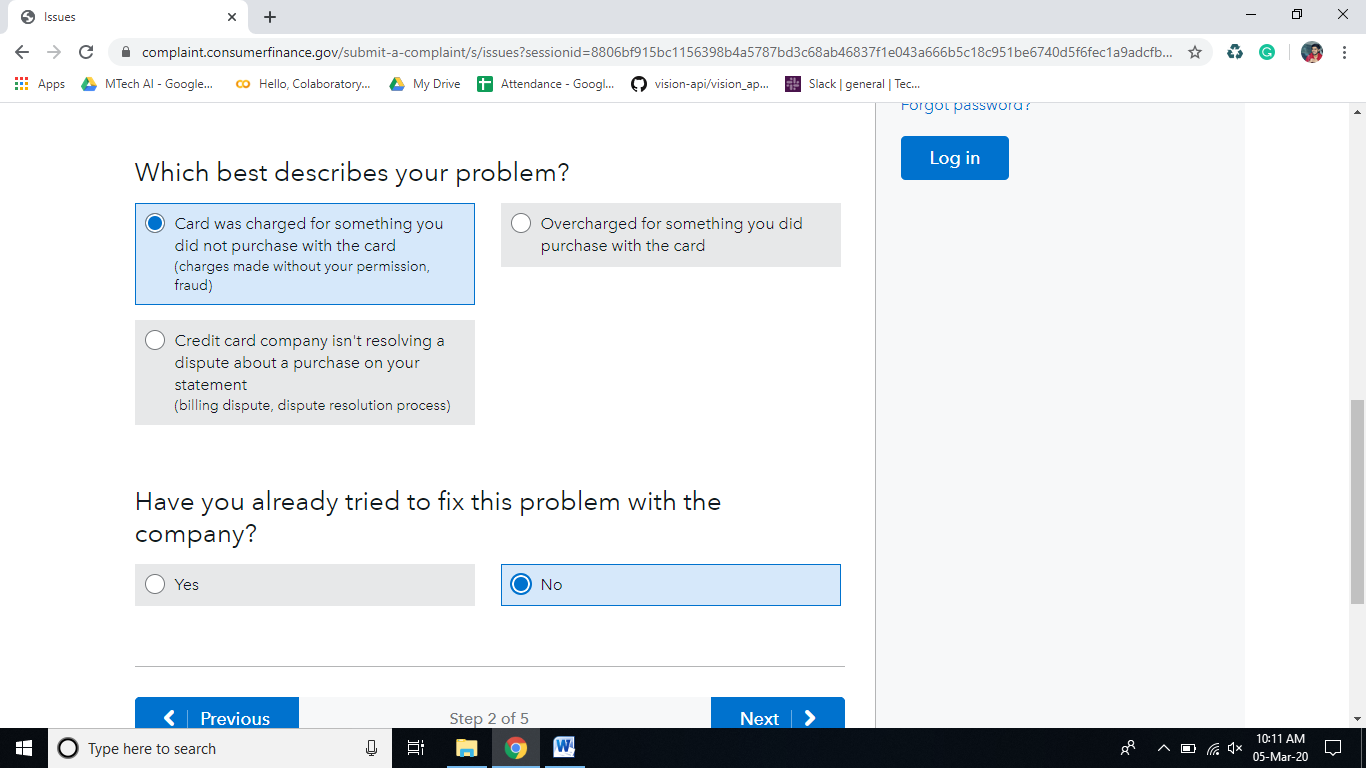 Issues
complaint.consumerfinance.gov/submit-a-complaint/s/issues?sessionid=8806bf915bc1156398b4a5787bd3c68ab46837f1e043a666b5c18c951be6740d5f6fec1a9adcfb...
Apps MTech AI - Google... Hello, Colaboratory... My Drive Attendance - Googl... vision-api/vision_ap... Slack | general | Tec...
Forgot password?
Log in
Which best describes your problem?
Card was charged for something you
did not purchase with the card
(charges made without your permission,
fraud)
Overcharged for something you did
purchase with the card
Credit card company isn't resolving a
dispute about a purchase on your
statement
(billing dispute, dispute resolution process)
Have you already tried to fix this problem with the
company?
Yes
No
Previous
Step 2 of 5
Next
Type here to search
10:11 AM
05-Mar-20